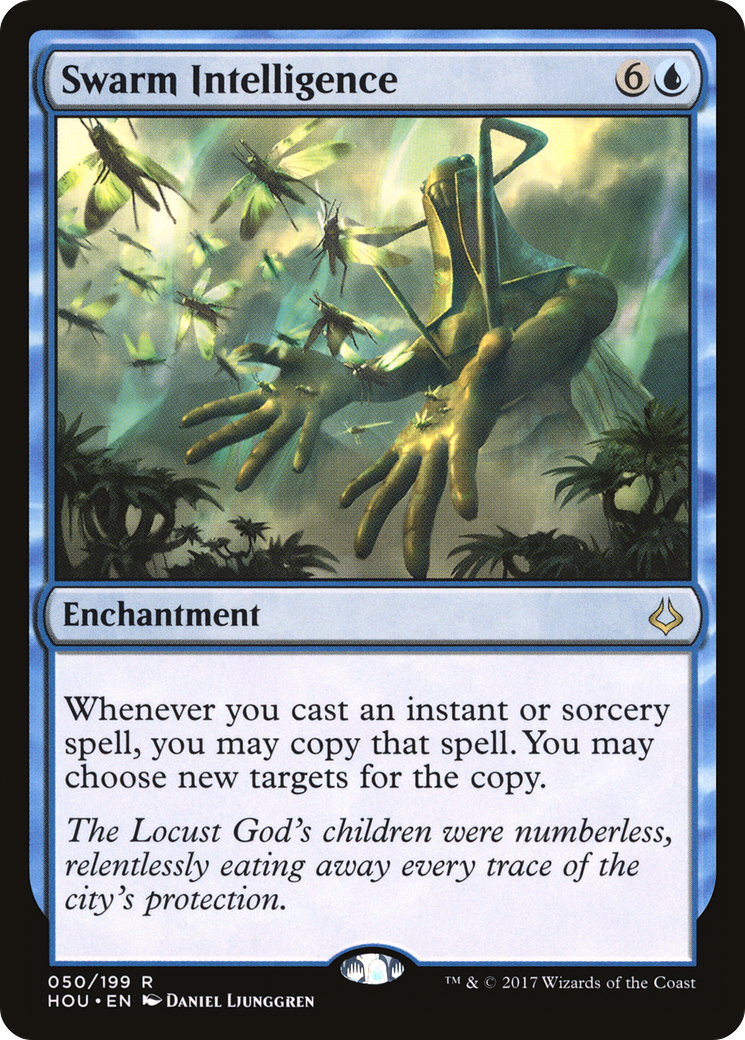 Swarm Intelligence 6
Enchantment
Whenever you cast an instant or sorcery
spell, you may copy that spell. You may
choose new targets for the copy.
The Locust God's children were numberless,
relentlessly eating away every trace of the
city's protection.
050/199 R
HOU • EN Daniel Ljunggren
™ & © 2017 Wizards of the Coast